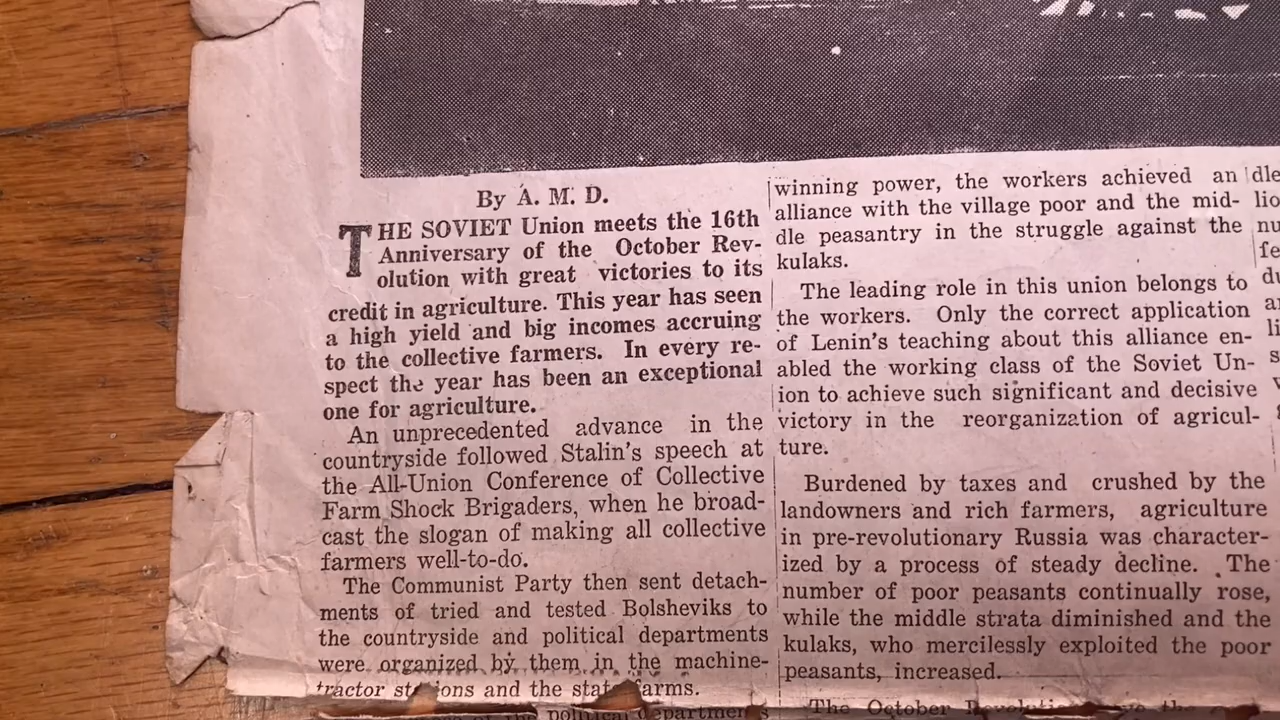 By A. M. D.
THE SOVIET Union meets the 16th
Anniversary of the October Rev-
olution with great victories to its
credit in agriculture. This year has seen
a high yield and big incomes accruing
to the collective farmers. In every re-
spect the year has been an exceptional
one for agriculture.
An unprecedented advance in the
countryside followed Stalin's speech at
the All-Union Conference of Collective
Farm Shock Brigaders, when he broad-
cast the slogan of making all collective
farmers well-to-do.
The Communist Party then sent detach-
ments of tried and tested Bolsheviks to
the countryside and political departments
were organized by them in the machine-
tractor stations and the state farms.
political departments
winning power, the workers achieved an
alliance with the village poor and the mid-
dle peasantry in the struggle against the
kulaks.
The leading role in this union belongs to
the workers. Only the correct application
of Lenin's teaching about this alliance en-
abled the working class of the Soviet Un-
ion to achieve such significant and decisive
victory in the reorganization of agricul-
ture.
Burdened by taxes and crushed by the
landowners and rich farmers, agriculture
in pre-revolutionary Russia was character-
ized by a process of steady decline. The
number of poor peasants continually rose,
while the middle strata diminished and the
kulaks, who mercilessly exploited the poor
peasants, increased.
The October
dle
lio
nu
fe